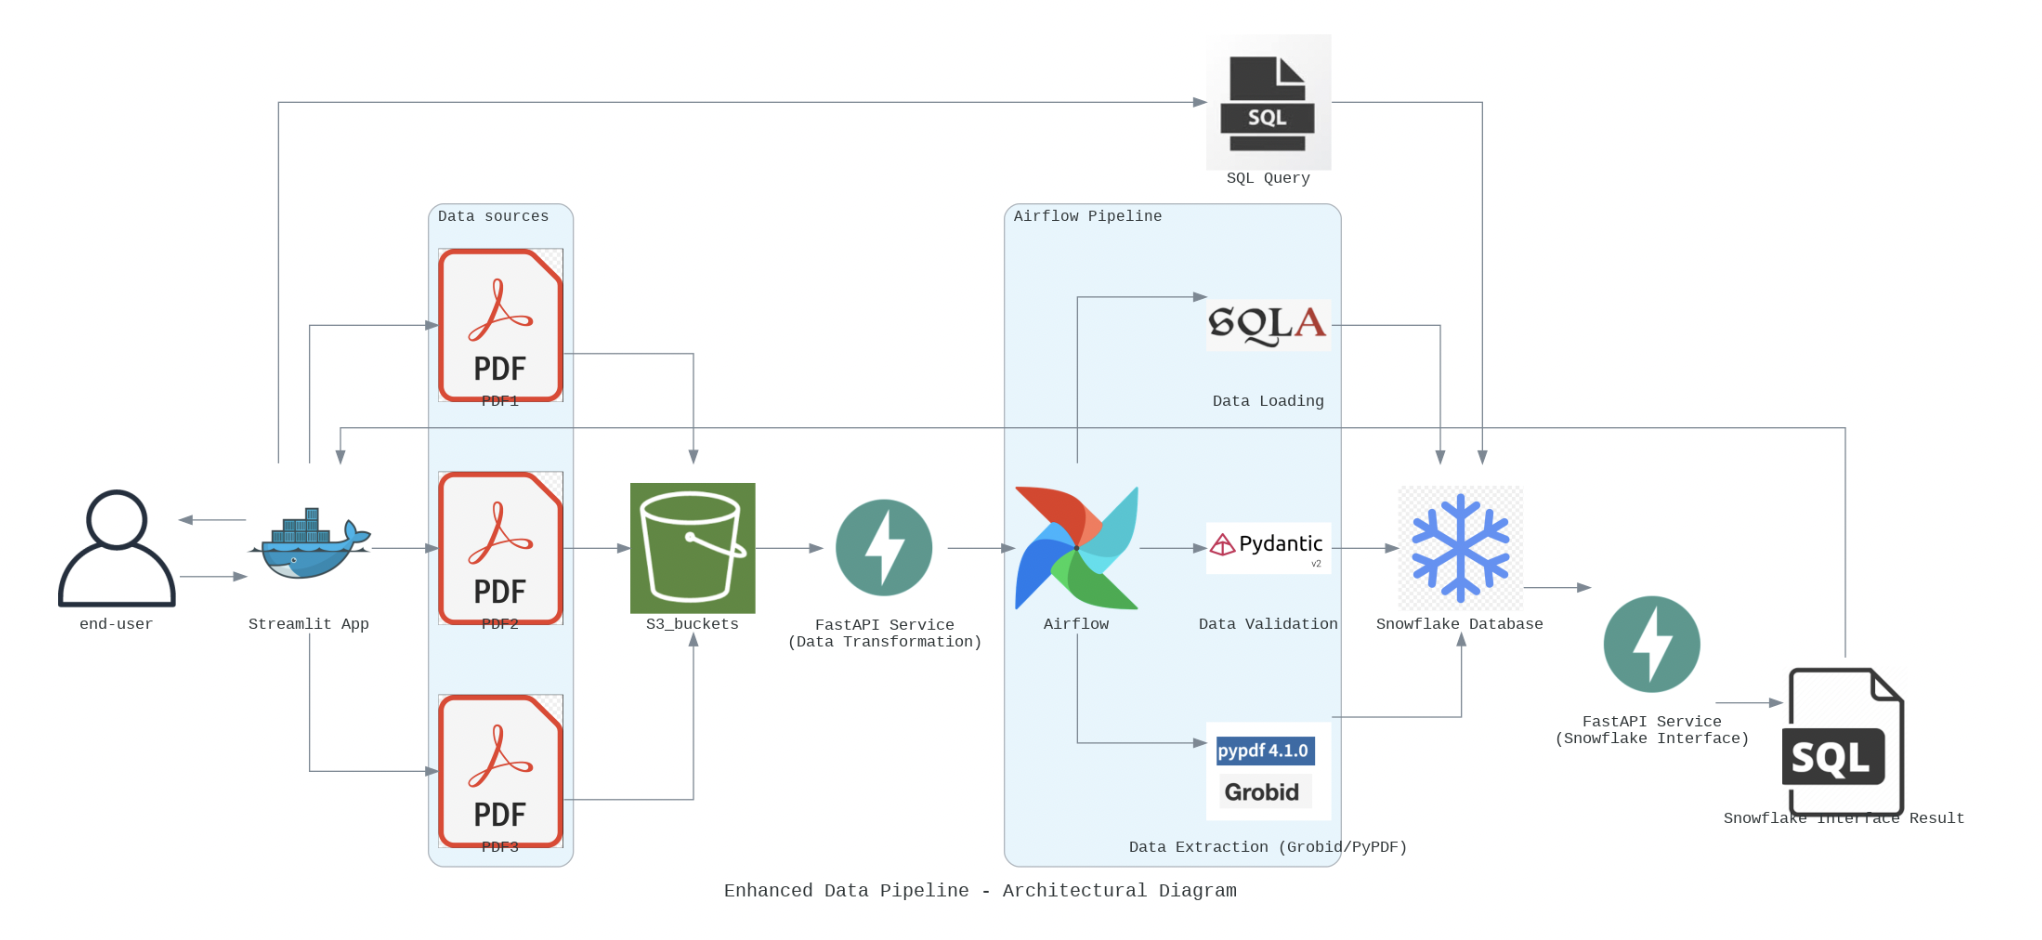 SQL
SQL Query
Data sources
Airflow Pipeline
PDF
PDF1
SQLA
Data Loading
PDF
PDF2
Pydantic
v2
end-user
Streamlit App
S3_buckets
FastAPI Service
(Data Transformation)
Airflow
Data Validation
Snowflake Database
FastAPI Service
(Snowflake Interface)
PDF
PDF3
pypdf 4.1.0
Grobid
Data Extraction (Grobid/PyPDF)
SQL
Snowflake Interface Result
Enhanced Data Pipeline - Architectural Diagram